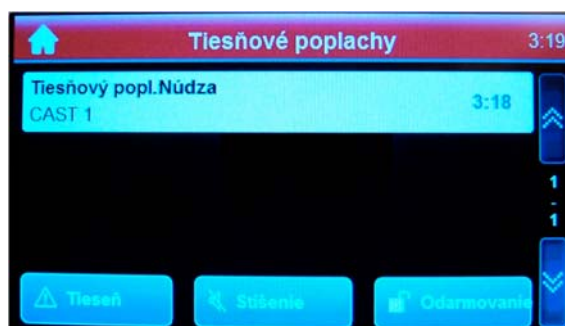 Tiesňové poplachy 3:19
Tiesňový popl.Núdza
3:18
CAST 1
1
-
1
Tieseň Stišenie Odarmovanie